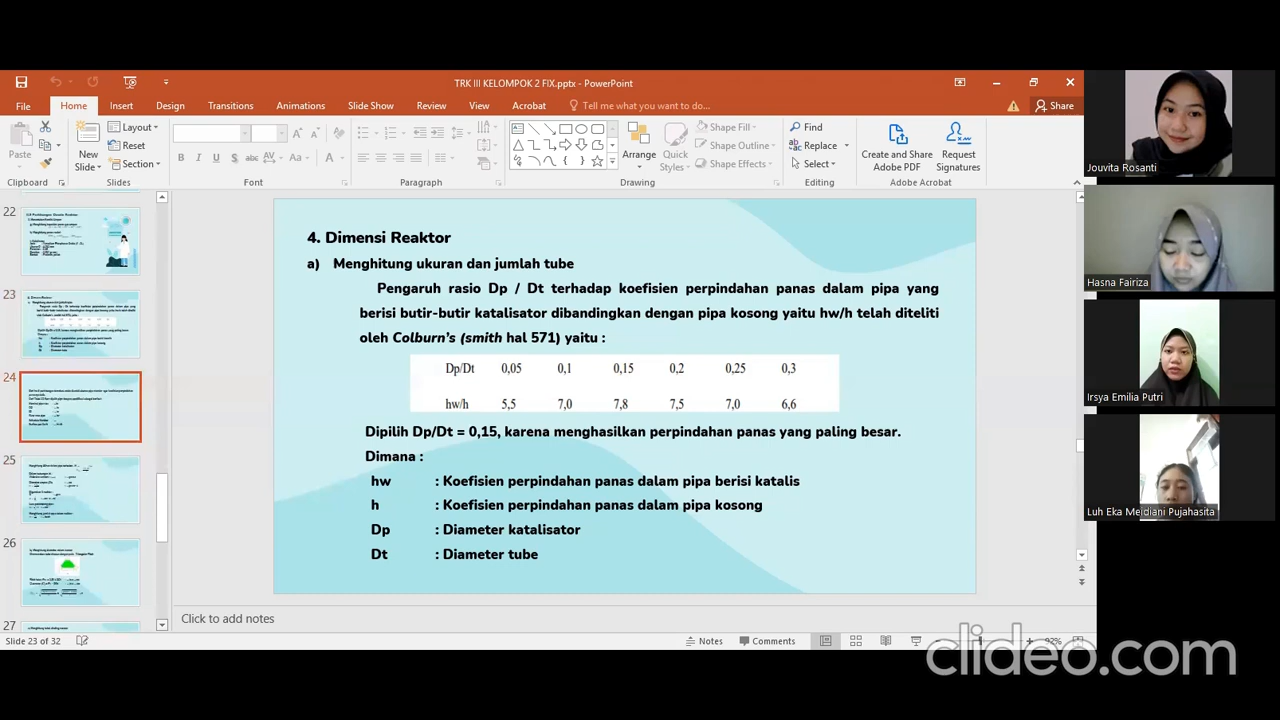 TRK III KELOMPOK 2 FIX.pptx - PowerPoint
File Home Insert Design Transitions Animations Slide Show Review View Acrobat Tell me what you want to do... Share
Paste
New Slide
Layout
Reset
Section
Arrange
Quick Styles
Shape Fill
Shape Outline
Shape Effects
Find
Replace
Select
Create and Share Adobe PDF
Request Signatures
Clipboard Slides Font Paragraph Drawing Editing Adobe Acrobat
22
23
24
25
26
27
4. Dimensi Reaktor
a) Menghitung ukuran dan jumlah tube
Pengaruh rasio Dp / Dt terhadap koefisien perpindahan panas dalam pipa yang
berisi butir-butir katalisator dibandingkan dengan pipa kosong yaitu hw/h telah diteliti
oleh Colburn's (smith hal 571) yaitu :
Dp/Dt 0,05 0,1 0,15 0,2 0,25 0,3
hw/h 5,5 7,0 7,8 7,5 7,0 6,6
Dipilih Dp/Dt = 0,15, karena menghasilkan perpindahan panas yang paling besar.
Dimana :
hw : Koefisien perpindahan panas dalam pipa berisi katalis
h : Koefisien perpindahan panas dalam pipa kosong
Dp : Diameter katalisator
Dt : Diameter tube
Click to add notes
Slide 23 of 32 Notes Comments
Jouvita Rosanti
Hasna Fairiza
Irsya Emilia Putri
Luh Eka Meidiani Pujahasita
clideo.com